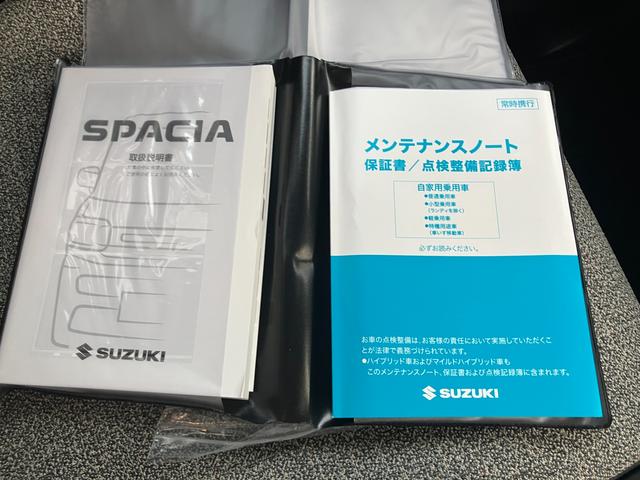 SPACIA
取扱説明書
SUZUKI
常時携行
メンテナンスノート
保証書／点検整備記録簿
自家用乗用車
●普通乗用車
●小型乗用車
（ランディを除く）
●軽乗用車
●特種用途車
（車いす移動車）
必ずお読みください。
お車の点検整備は、お客様の責任において実施していただくこ
とが法律で義務づけられています。
●ハイブリッド車およびマイルドハイブリッド車も
このメンテナンスノート、保証書および点検記録簿に含まれます。
SUZUKI